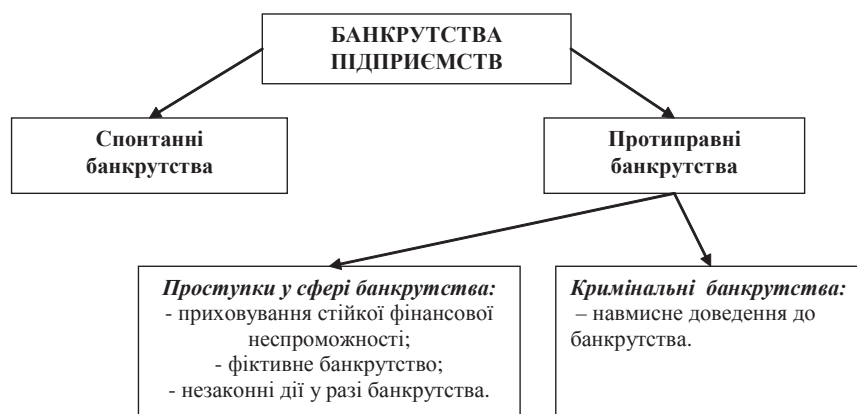 БАНКРУТСТВА
ПІДПРИЄМСТВ
Спонтанні
банкрутства
Протиправні
банкрутства
Проступки у сфері банкрутства:
- приховування стійкої фінансової
неспроможності;
- фіктивне банкрутство;
- незаконні дії у разі банкрутства.
Кримінальні банкрутства:
– навмисне доведення до
банкрутства.